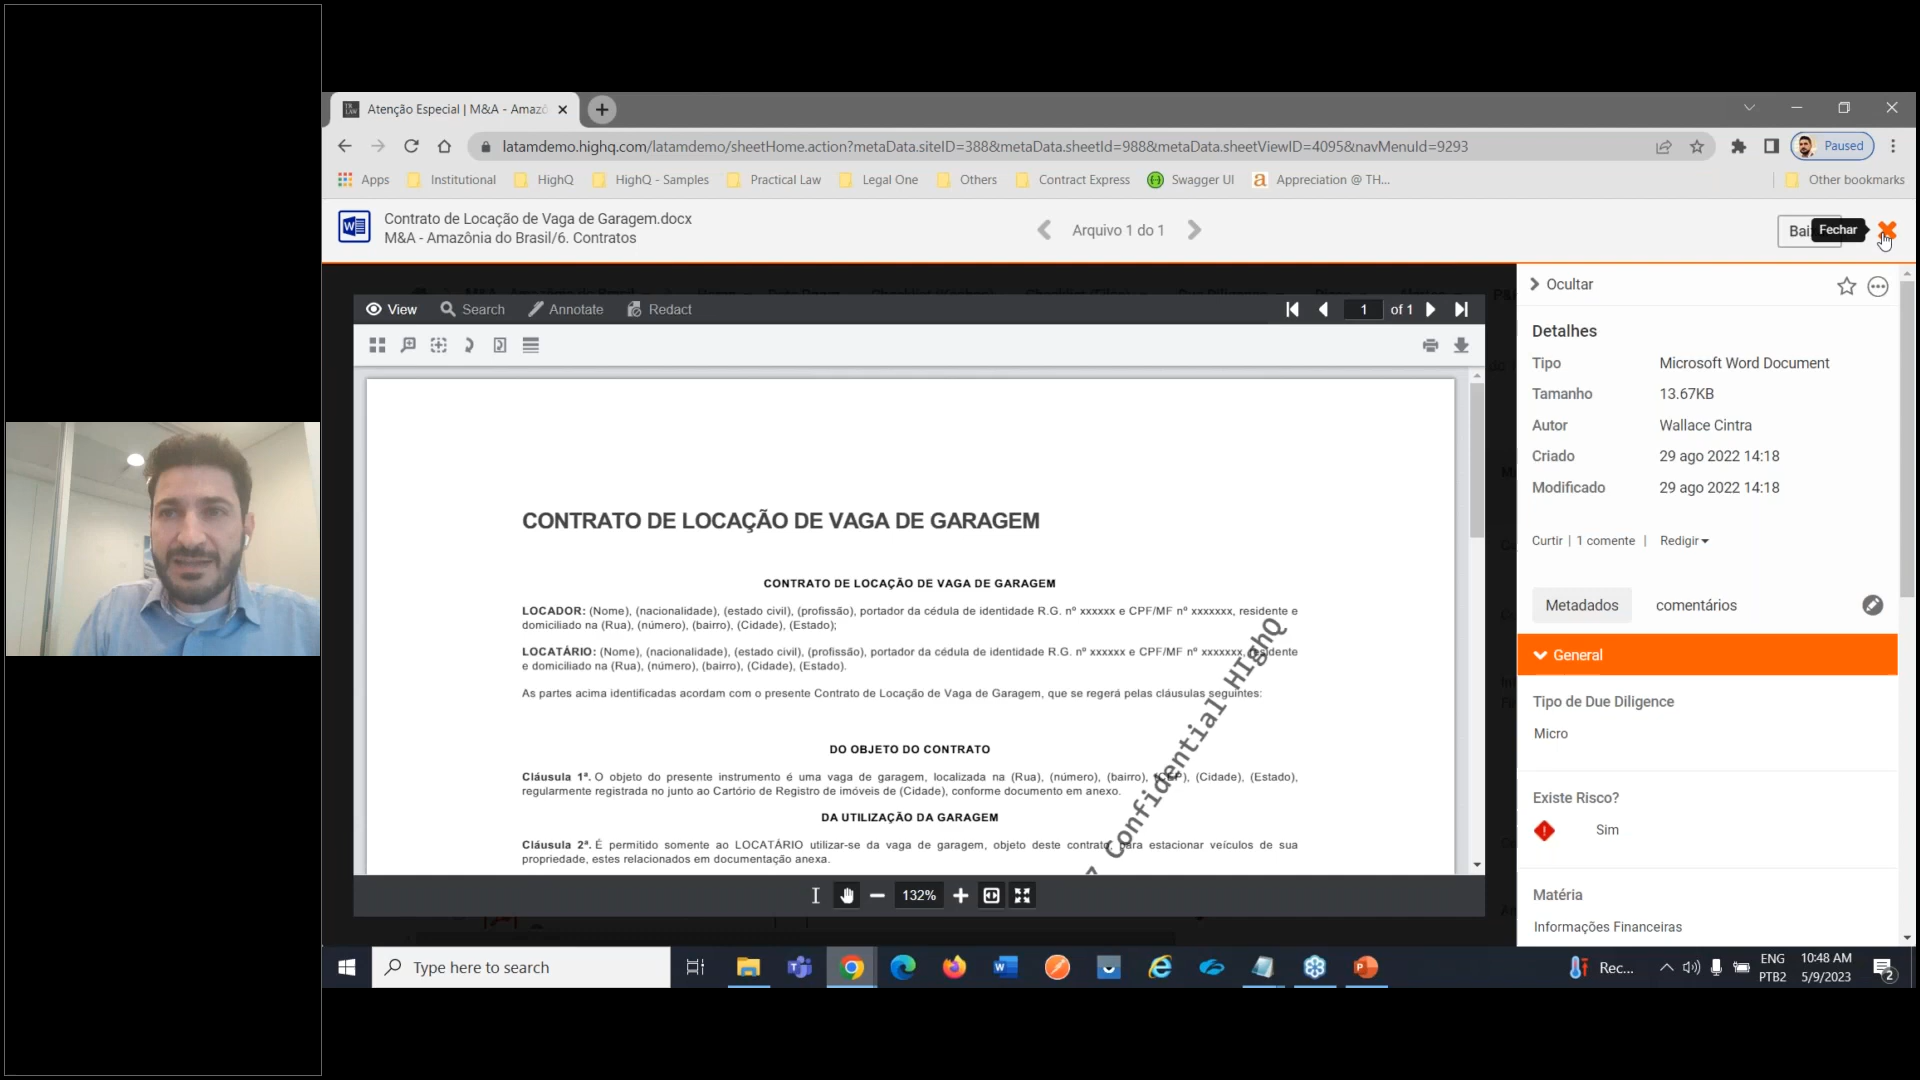 Atenção Especial | M&A - Amazô
latamdemo.highq.com/latamdemo/sheetHome.action?metaData.siteID=388&metaData.sheetId=988&metaData.sheetViewID=4095&navMenuId=9293
Paused
Apps
Institutional
HighQ
HighQ - Samples
Practical Law
Legal One
Others
Contract Express
Swagger UI
Appreciation @ TH...
Other bookmarks
Contrato de Locação de Vaga de Garagem.docx
M&A - Amazônia do Brasil/6. Contratos
Arquivo 1 do 1
Bai
Fechar
View
Search
Annotate
Redact
1 of 1
Ocultar
Detalhes
Tipo Microsoft Word Document
Tamanho 13.67KB
Autor Wallace Cintra
Criado 29 ago 2022 14:18
Modificado 29 ago 2022 14:18
Curtir | 1 comente | Redigir
Metadados
comentários
General
Tipo de Due Diligence
Micro
Existe Risco?
Sim
Matéria
Informações Financeiras
CONTRATO DE LOCAÇÃO DE VAGA DE GARAGEM
CONTRATO DE LOCAÇÃO DE VAGA DE GARAGEM
LOCADOR: (Nome), (nacionalidade), (estado civil), (profissão), portador da cédula de identidade R.G. nº xxxxxx e CPF/MF nº xxxxxxx, residente e
domiciliado na (Rua), (número), (bairro), (Cidade), (Estado);
LOCATÁRIO: (Nome), (nacionalidade), (estado civil), (profissão), portador da cédula de identidade R.G. nº xxxxxx e CPF/MF nº xxxxxxx, residente
e domiciliado na (Rua), (número), (bairro), (Cidade), (Estado).
As partes acima identificadas acordam com o presente Contrato de Locação de Vaga de Garagem, que se regerá pelas cláusulas seguintes:
DO OBJETO DO CONTRATO
Cláusula 1ª. O objeto do presente instrumento é uma vaga de garagem, localizada na (Rua), (número), (bairro), (CEP), (Cidade), (Estado),
regularmente registrada no junto ao Cartório de Registro de imóveis de (Cidade), conforme documento em anexo.
DA UTILIZAÇÃO DA GARAGEM
Cláusula 2ª. É permitido somente ao LOCATÁRIO utilizar-se da vaga de garagem, objeto deste contrato, para estacionar veículos de sua
propriedade, estes relacionados em documentação anexa.
Confidential HIghQ
132%
Type here to search
Rec...
ENG
PTB2
10:48 AM
5/9/2023
2